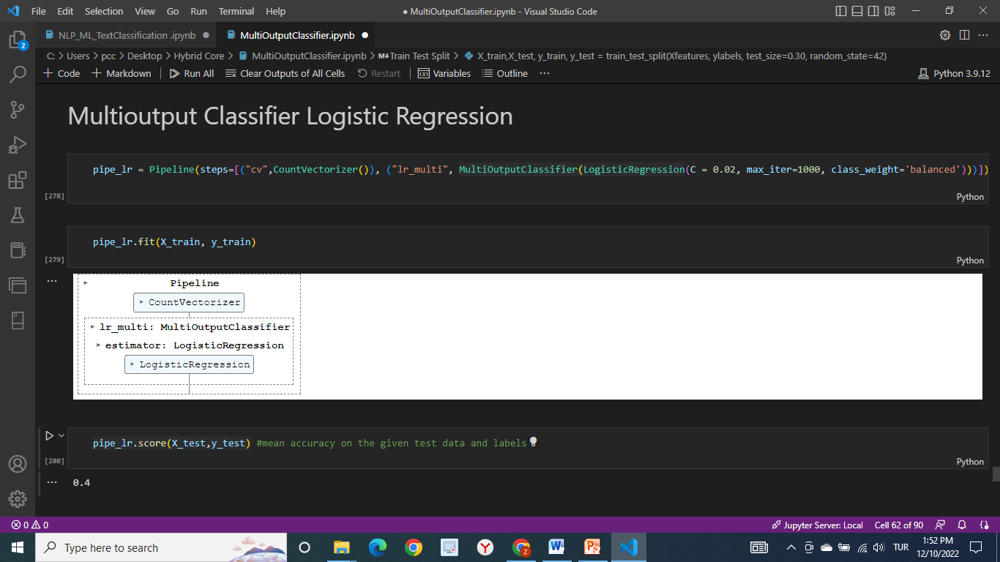 File Edit Selection View Go Run Terminal Help ● MultiOutputClassifier.ipynb - Visual Studio Code
NLP_ML_TextClassification .ipynb ● MultiOutputClassifier.ipynb ●
C: > Users > pcc > Desktop > Hybrid Core > MultiOutputClassifier.ipynb > M↓Train Test Split > X_train,X_test, y_train, y_test = train_test_split(Xfeatures, ylabels, test_size=0.30, random_state=42)
+ Code + Markdown Run All Clear Outputs of All Cells Restart Variables Outline ··· Python 3.9.12
2
Multioutput Classifier Logistic Regression
pipe_lr = Pipeline(steps=[("cv",CountVectorizer()), ("lr_multi", MultiOutputClassifier(LogisticRegression(C = 0.02, max_iter=1000, class_weight='balanced')))])
[278] Python
pipe_lr.fit(X_train, y_train)
[279] Python
Pipeline
CountVectorizer
lr_multi: MultiOutputClassifier
estimator: LogisticRegression
LogisticRegression
pipe_lr.score(X_test,y_test) #mean accuracy on the given test data and labels
[280] Python
0.4
0 0 Jupyter Server: Local Cell 62 of 90
Type here to search TUR 1:52 PM
12/10/2022